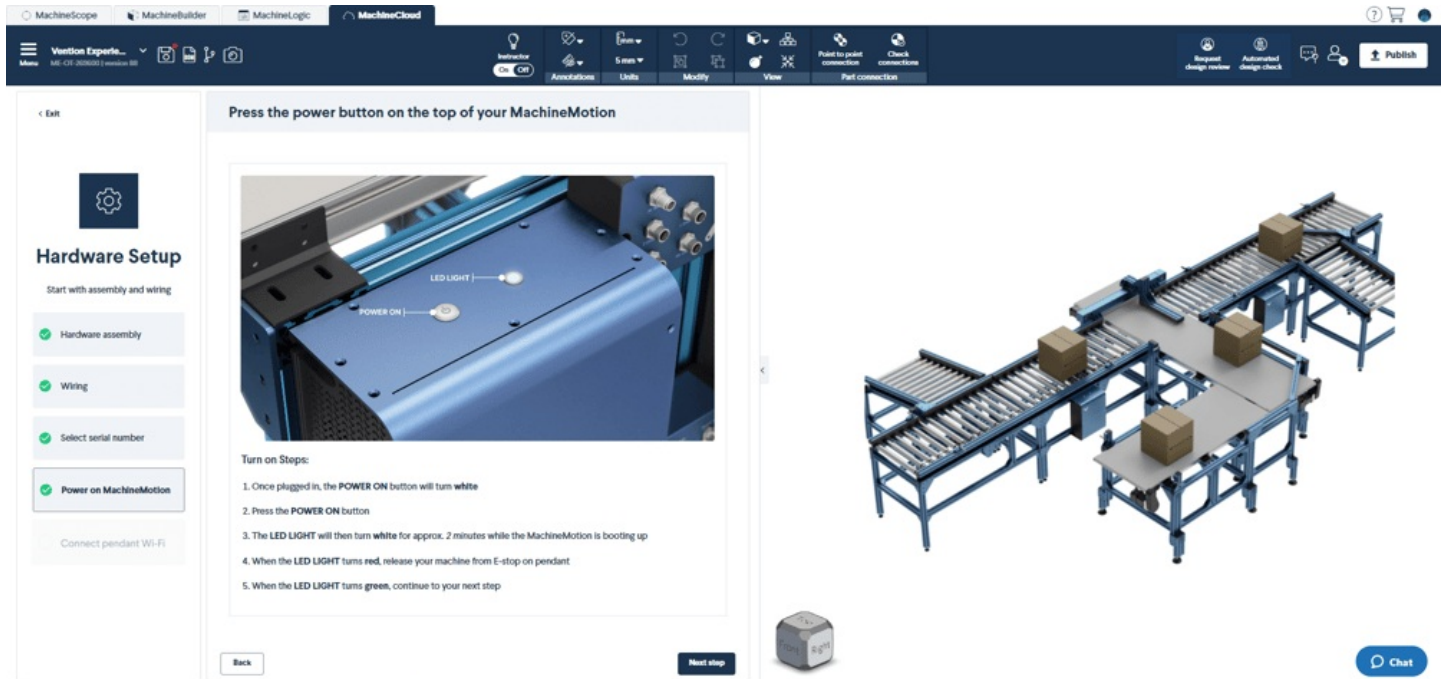 MachineScope
MachineBuilder
MachineLogic
MachineCloud
Menu
Vention Experie...
Instructor
On Off
Annotations
mm
5 mm
Units
Modify
View
Point to point
connection
Check
connections
Part connection
Request
design review
Automated
design check
Publish
< Exit
Hardware Setup
Start with assembly and wiring
Hardware assembly
Wiring
Select serial number
Power on MachineMotion
Connect pendant Wi-Fi
Press the power button on the top of your MachineMotion
LED LIGHT
POWER ON
Turn on Steps:
1. Once plugged in, the POWER ON button will turn white
2. Press the POWER ON button
3. The LED LIGHT will then turn white for approx. 2 minutes while the MachineMotion is booting up
4. When the LED LIGHT turns red, release your machine from E-stop on pendant
5. When the LED LIGHT turns green, continue to your next step
Back
Next step
Top
Front
Right
Chat